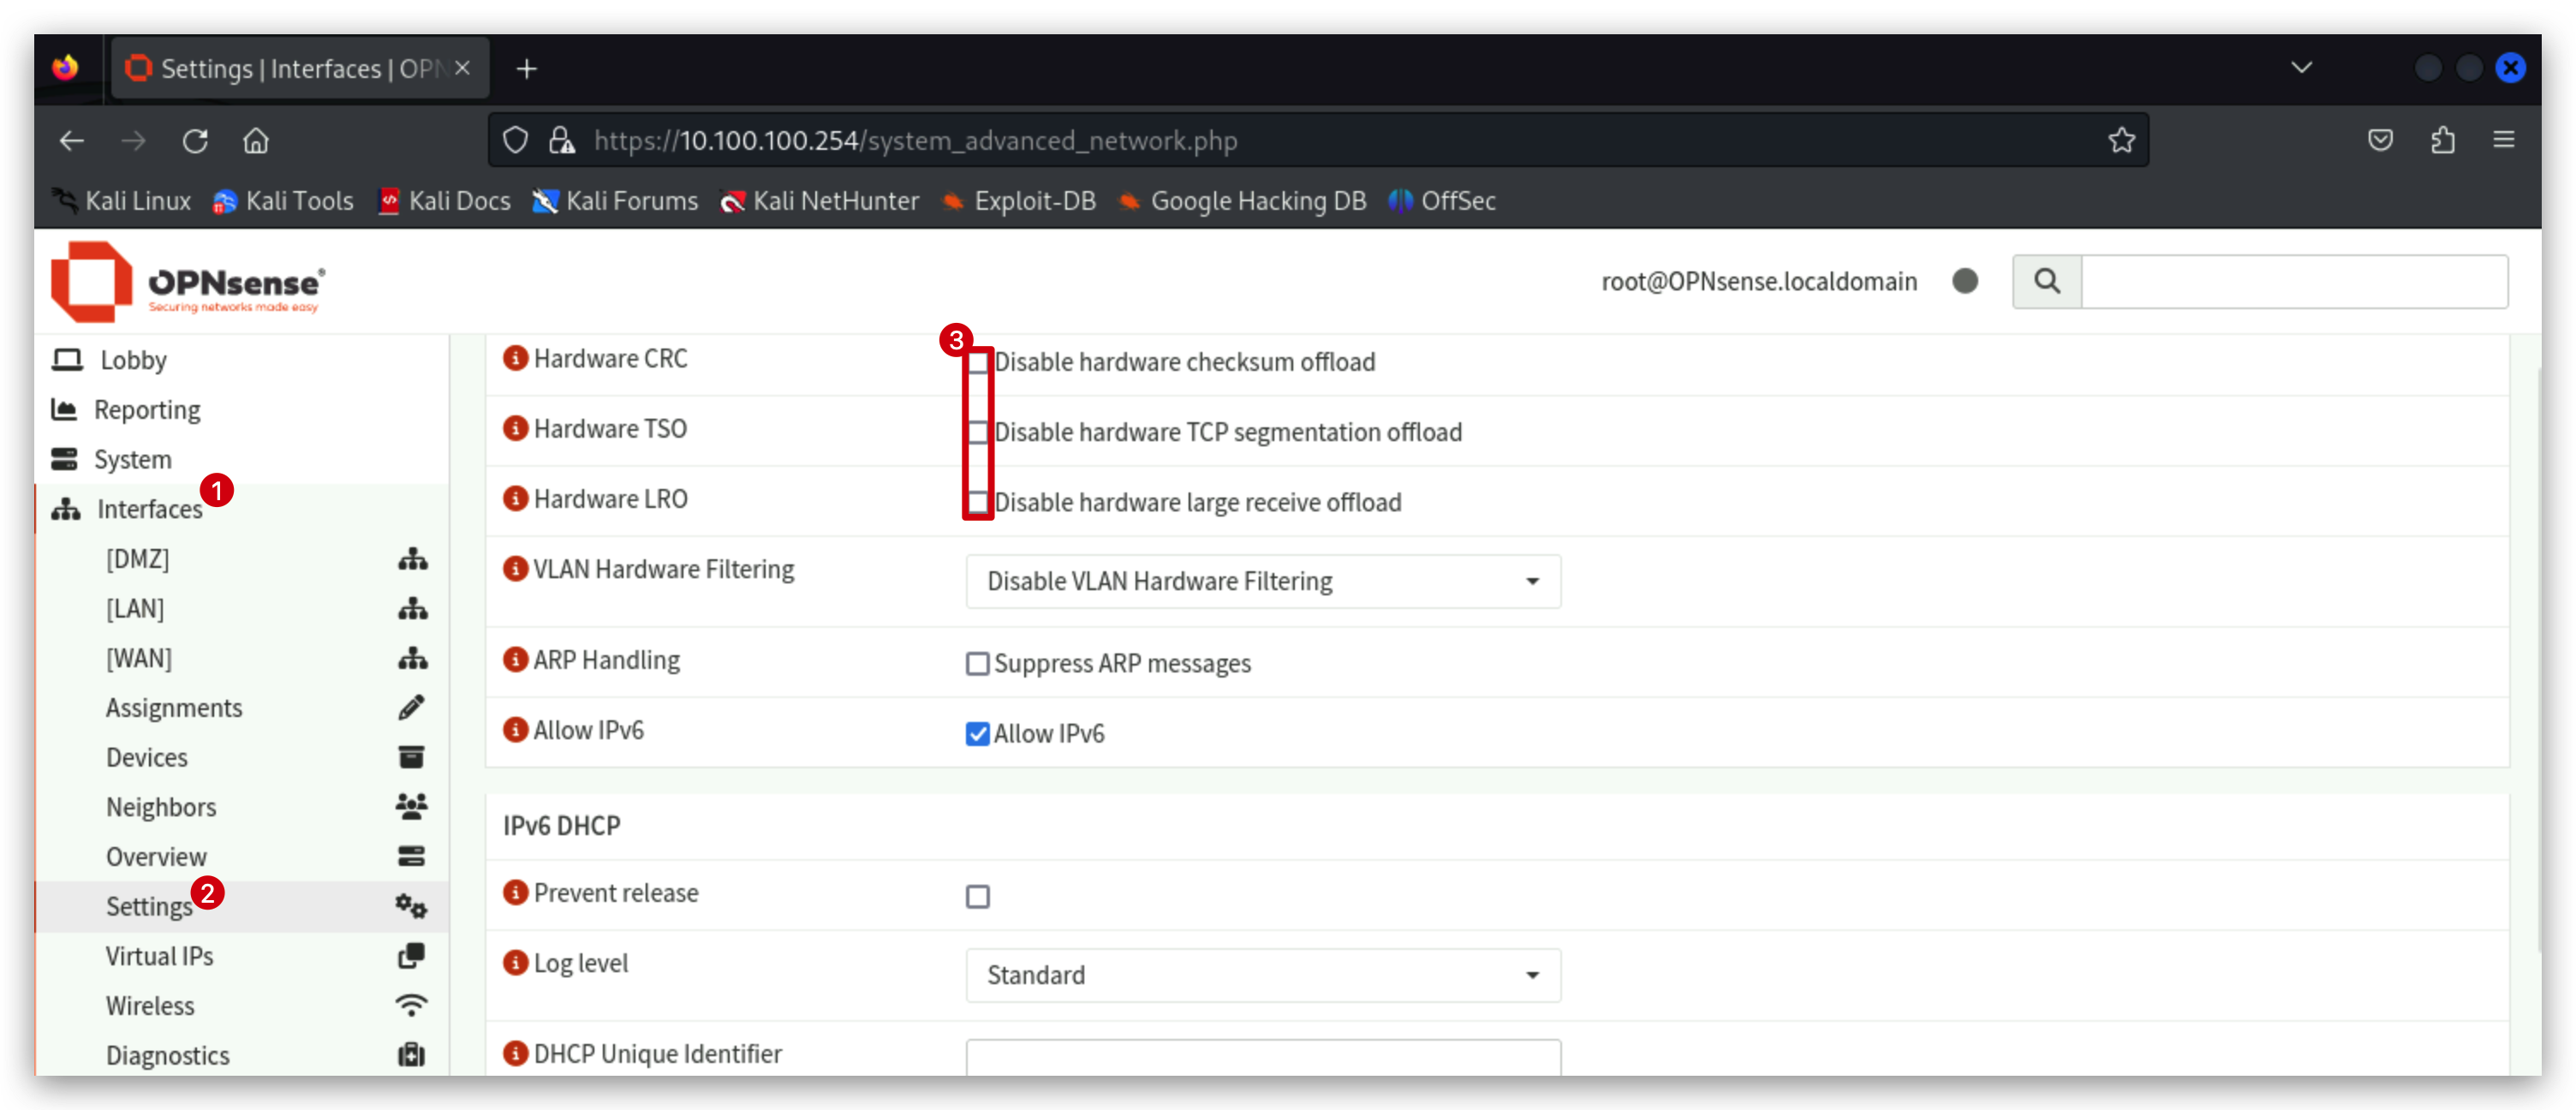 Settings | Interfaces | OPN
https://10.100.100.254/system_advanced_network.php
Kali Linux Kali Tools Kali Docs Kali Forums Kali NetHunter Exploit-DB Google Hacking DB OffSec
OPNsense®
Securing networks made easy
root@OPNsense.localdomain
Lobby
Reporting
System
Interfaces 1
[DMZ]
[LAN]
[WAN]
Assignments
Devices
Neighbors
Overview
Settings 2
Virtual IPs
Wireless
Diagnostics
3
Hardware CRC Disable hardware checksum offload
Hardware TSO Disable hardware TCP segmentation offload
Hardware LRO Disable hardware large receive offload
VLAN Hardware Filtering Disable VLAN Hardware Filtering
ARP Handling Suppress ARP messages
Allow IPv6 Allow IPv6
IPv6 DHCP
Prevent release
Log level Standard
DHCP Unique Identifier